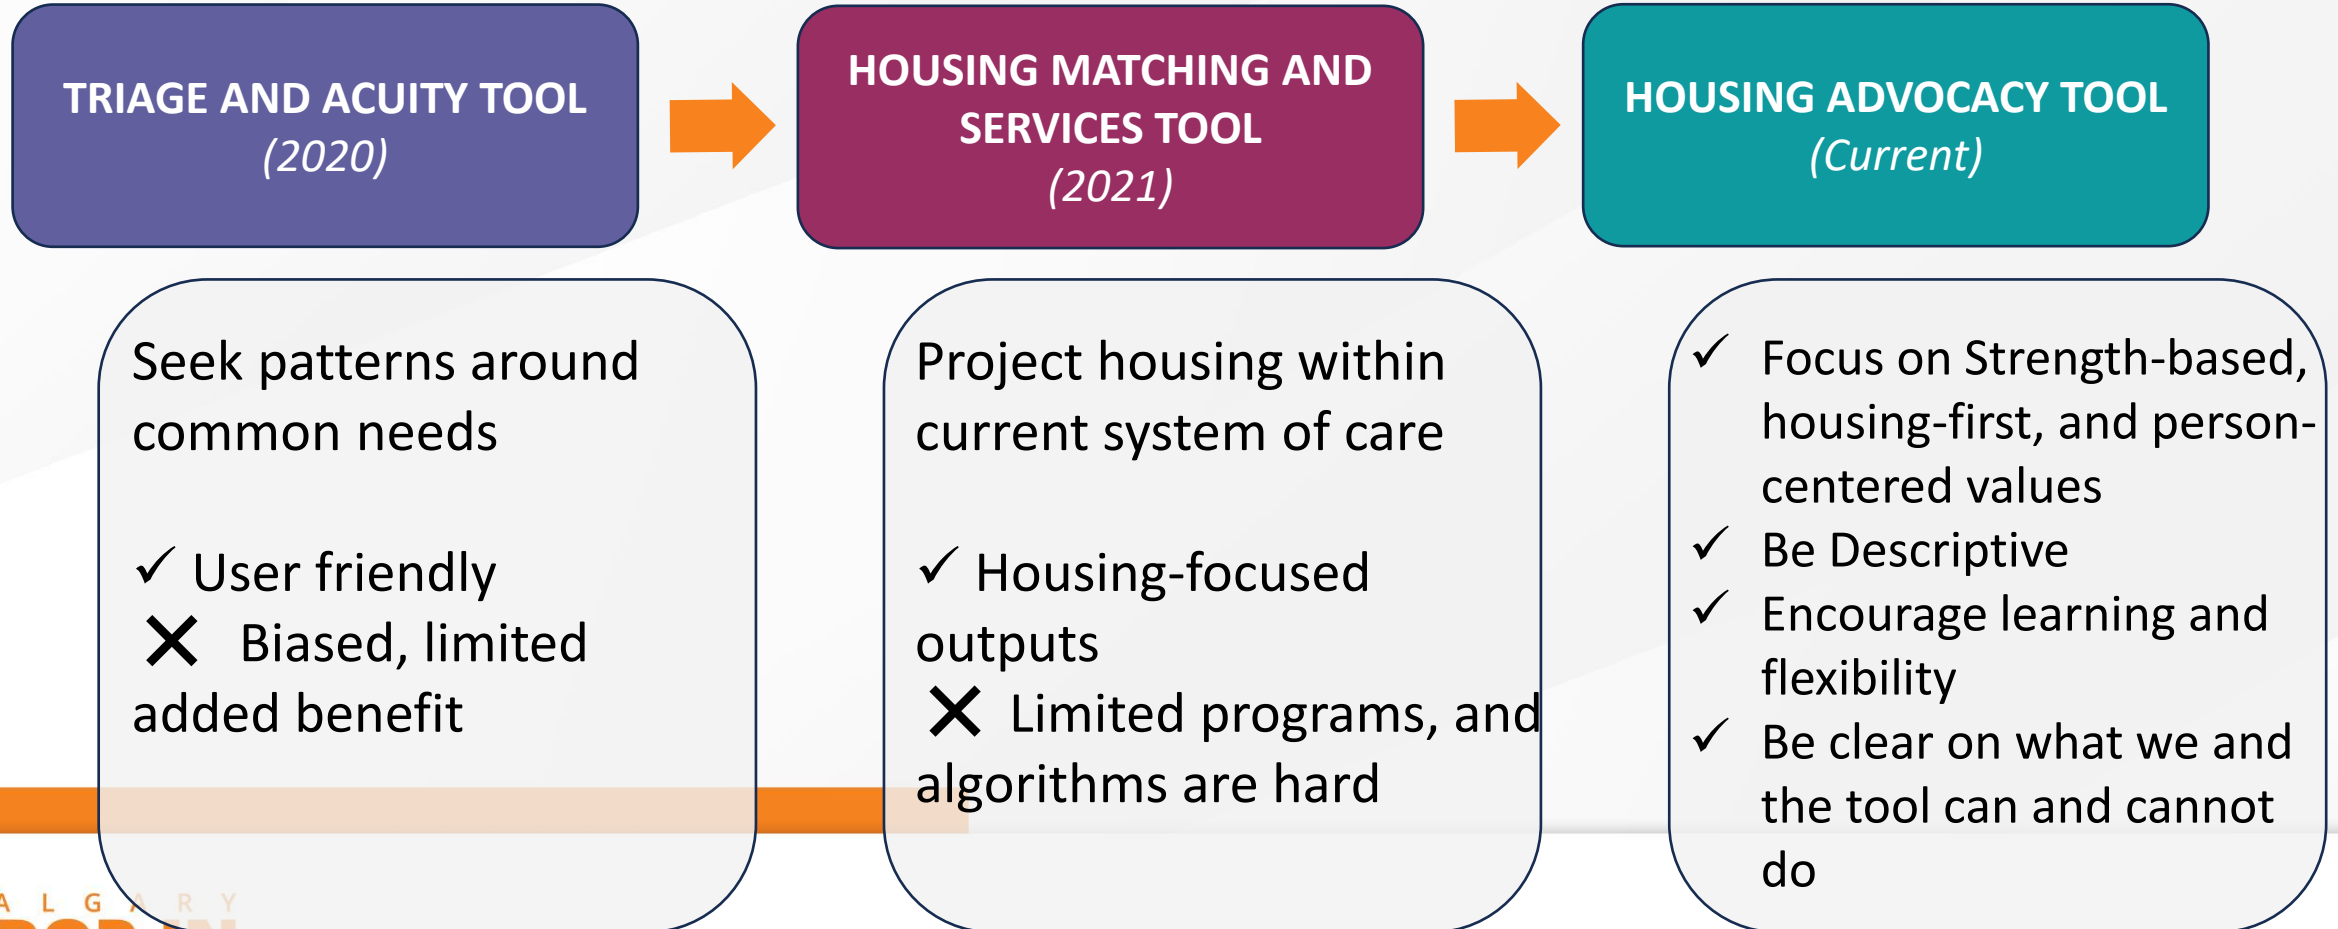 TRIAGE AND ACUITY TOOL
(2020)
HOUSING MATCHING AND
SERVICES TOOL
(2021)
HOUSING ADVOCACY TOOL
(Current)
Seek patterns around
common needs
✓ User friendly
✕ Biased, limited
added benefit
Project housing within
current system of care
✓ Housing-focused
outputs
✕ Limited programs, and
algorithms are hard
✓ Focus on Strength-based,
housing-first, and person-
centered values
✓ Be Descriptive
✓ Encourage learning and
flexibility
✓ Be clear on what we and
the tool can and cannot
do
ALGARY